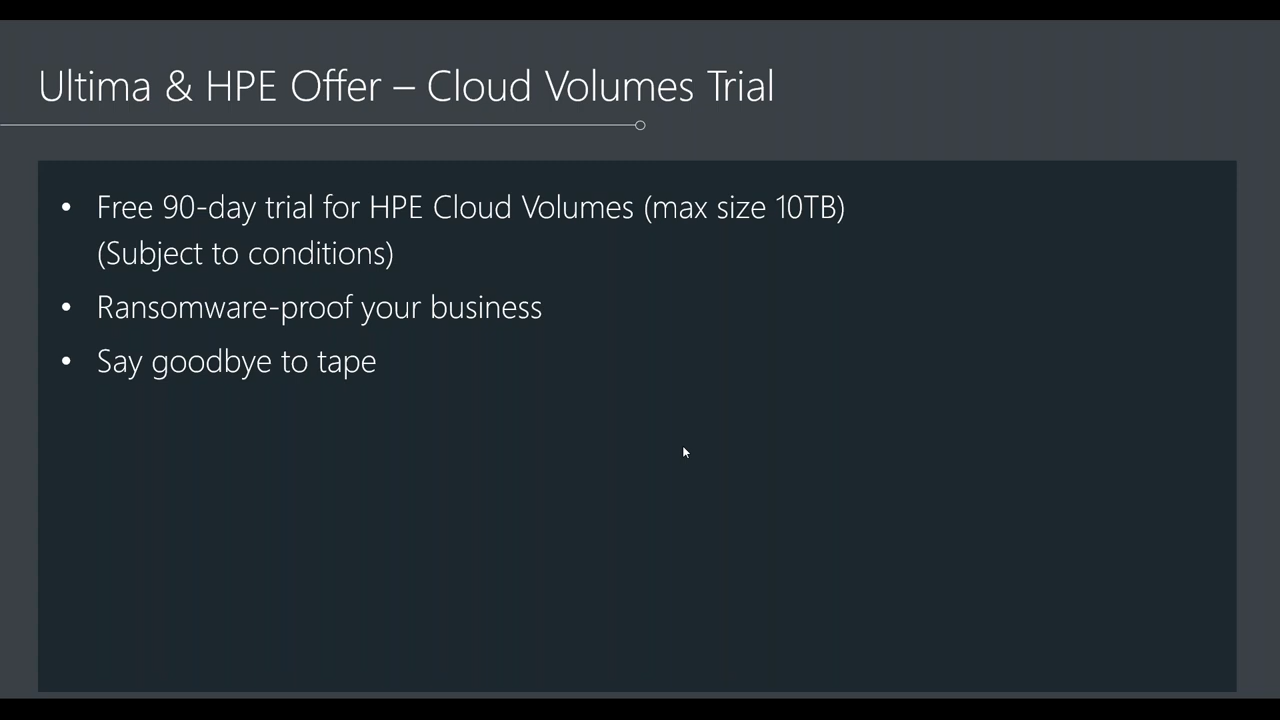 Ultima & HPE Offer – Cloud Volumes Trial
• Free 90-day trial for HPE Cloud Volumes (max size 10TB)
(Subject to conditions)
• Ransomware-proof your business
• Say goodbye to tape